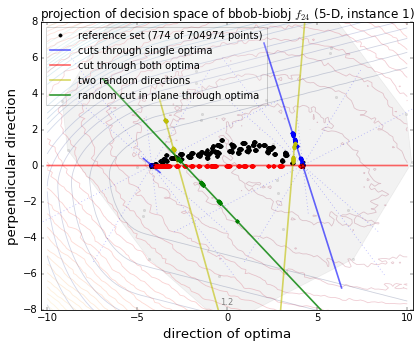 projection of decision space of bbob-biobj f24 (5-D, instance 1)
reference set (774 of 704974 points)
cuts through single optima
cut through both optima
two random directions
random cut in plane through optima
8
6
4
2
0
−2
−4
−6
−8
perpendicular direction
1.2
−10
−5
0
5
10
direction of optima